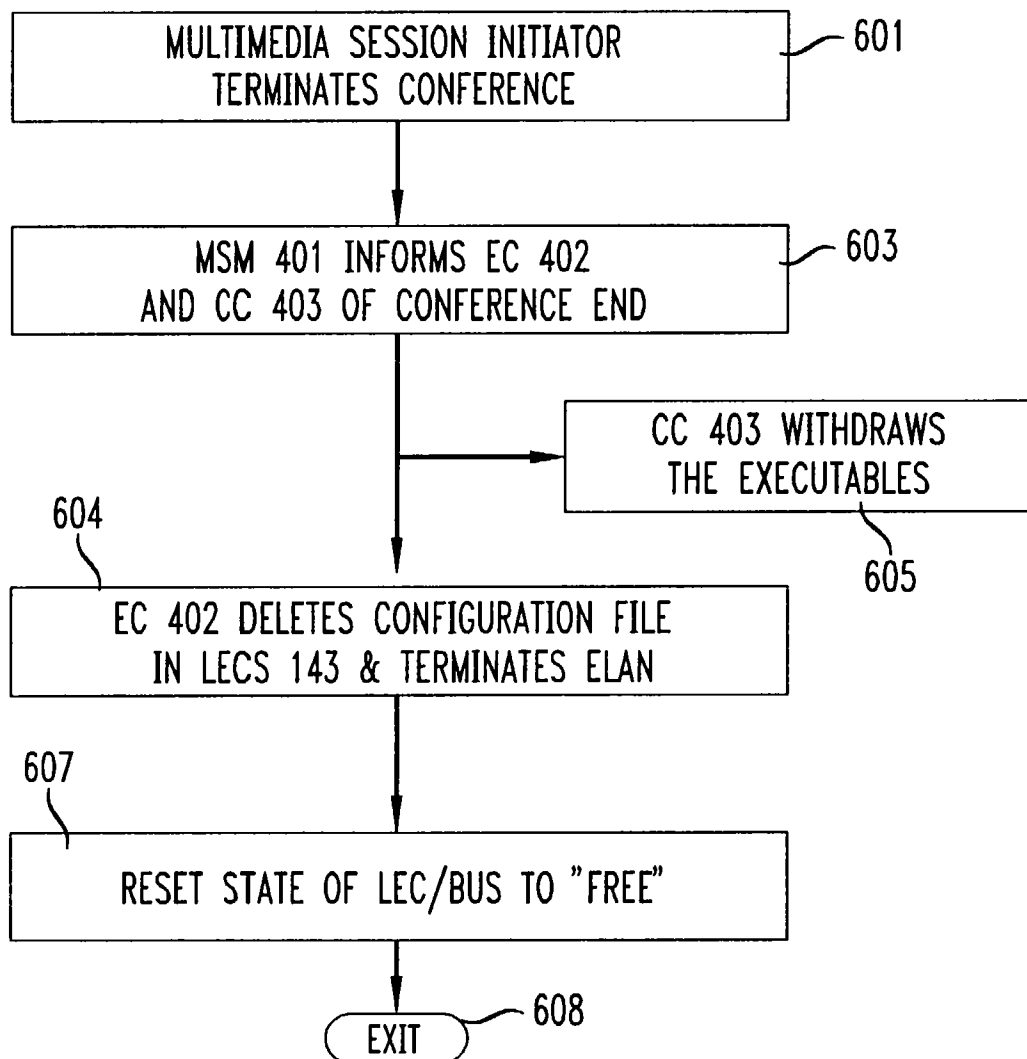 MULTIMEDIA SESSION INITIATOR
TERMINATES CONFERENCE
601
MSM 401 INFORMS EC 402
AND CC 403 OF CONFERENCE END
603
CC 403 WITHDRAWS
THE EXECUTABLES
605
604
EC 402 DELETES CONFIGURATION FILE
IN LECS 143 & TERMINATES ELAN
607
RESET STATE OF LEC/BUS TO "FREE"
EXIT
608